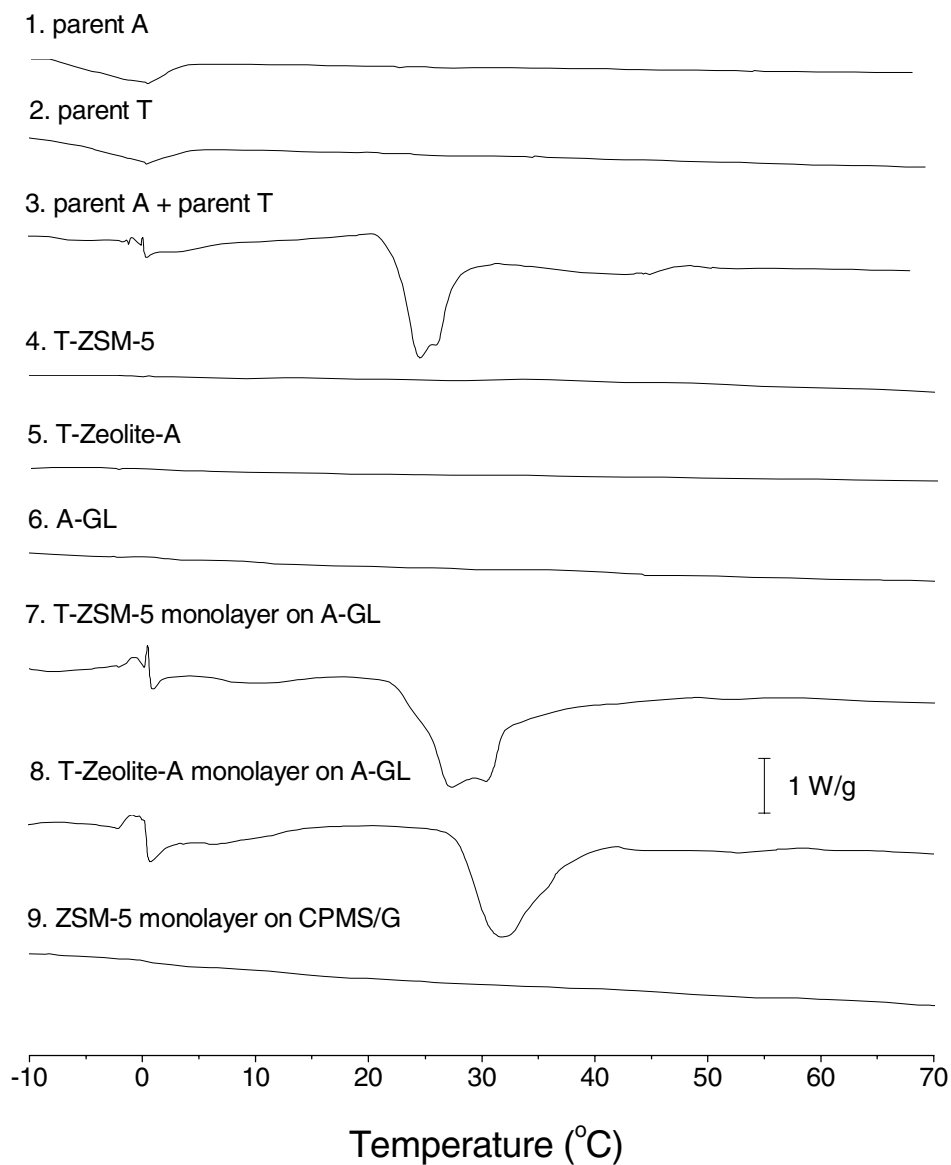 1. parent A
2. parent T
3. parent A + parent T
4. T-ZSM-5
5. T-Zeolite-A
6. A-GL
7. T-ZSM-5 monolayer on A-GL
8. T-Zeolite-A monolayer on A-GL
1 W/g
9. ZSM-5 monolayer on CPMS/G
-10 0 10 20 30 40 50 60 70
Temperature (°C)